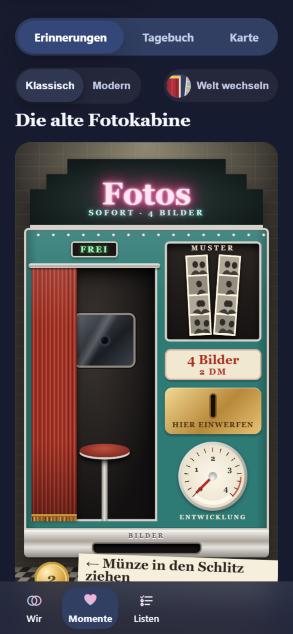 Erinnerungen
Tagebuch
Karte
Klassisch
Modern
Welt wechseln
Die alte Fotokabine
Fotos
SOFORT · 4 BILDER
FREI
MUSTER
4 Bilder
2 DM
HIER EINWERFEN
1
2
3
4
ENTWICKLUNG
BILDER
2
← Münze in den Schlitz
ziehen
Wir
Momente
Listen